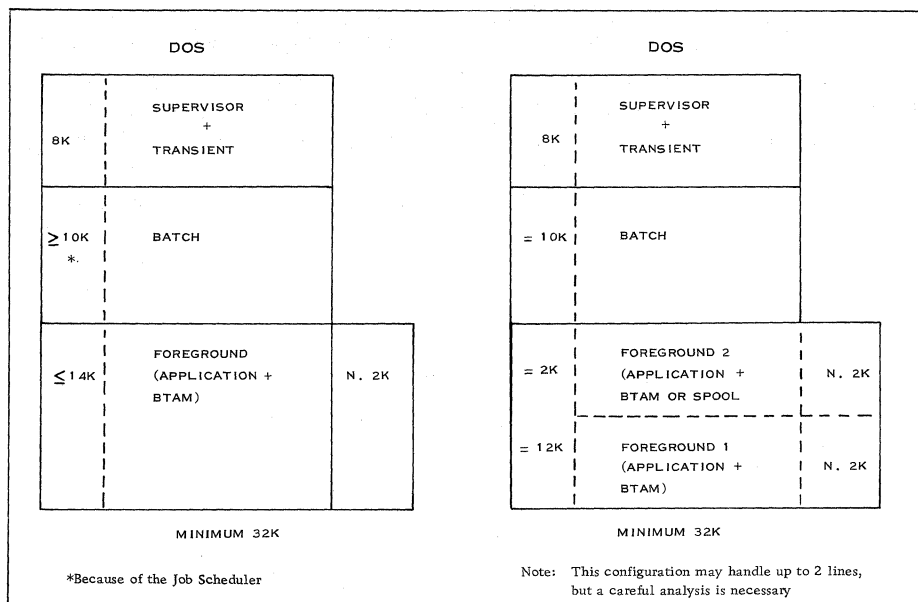 DOS
8K
SUPERVISOR
+
TRANSIENT
≥10K
*.
BATCH
≤14K
FOREGROUND
(APPLICATION +
BTAM)
N. 2K
MINIMUM 32K
*Because of the Job Scheduler
DOS
8K
SUPERVISOR
+
TRANSIENT
= 10K
BATCH
= 2K
FOREGROUND 2
(APPLICATION +
BTAM OR SPOOL
N. 2K
= 12K
FOREGROUND 1
(APPLICATION +
BTAM)
N. 2K
MINIMUM 32K
Note: This configuration may handle up to 2 lines,
but a careful analysis is necessary